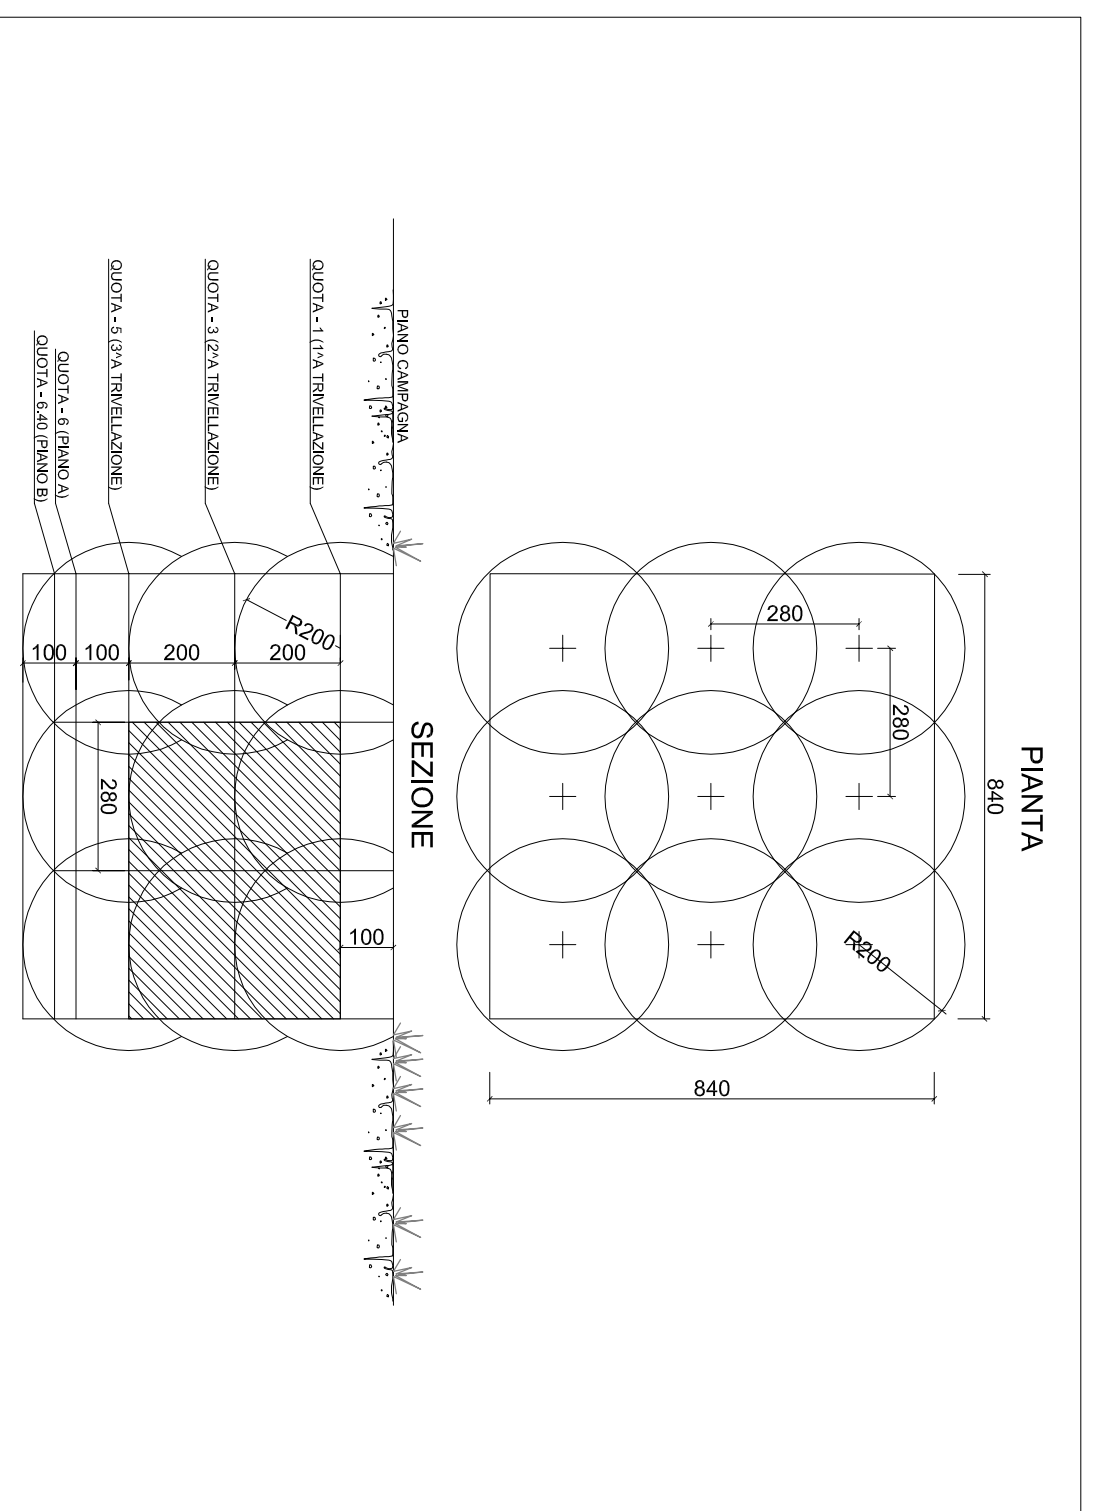 PIANTA
840
280
280
R200
840
SEZIONE
PIANO CAMPAGNA
QUOTA - 1 (1^A TRIVELLAZIONE)
QUOTA - 3 (2^A TRIVELLAZIONE)
QUOTA - 5 (3^A TRIVELLAZIONE)
QUOTA - 6 (PIANO A)
QUOTA - 6.40 (PIANO B)
R200
200
200
100
100
280
100